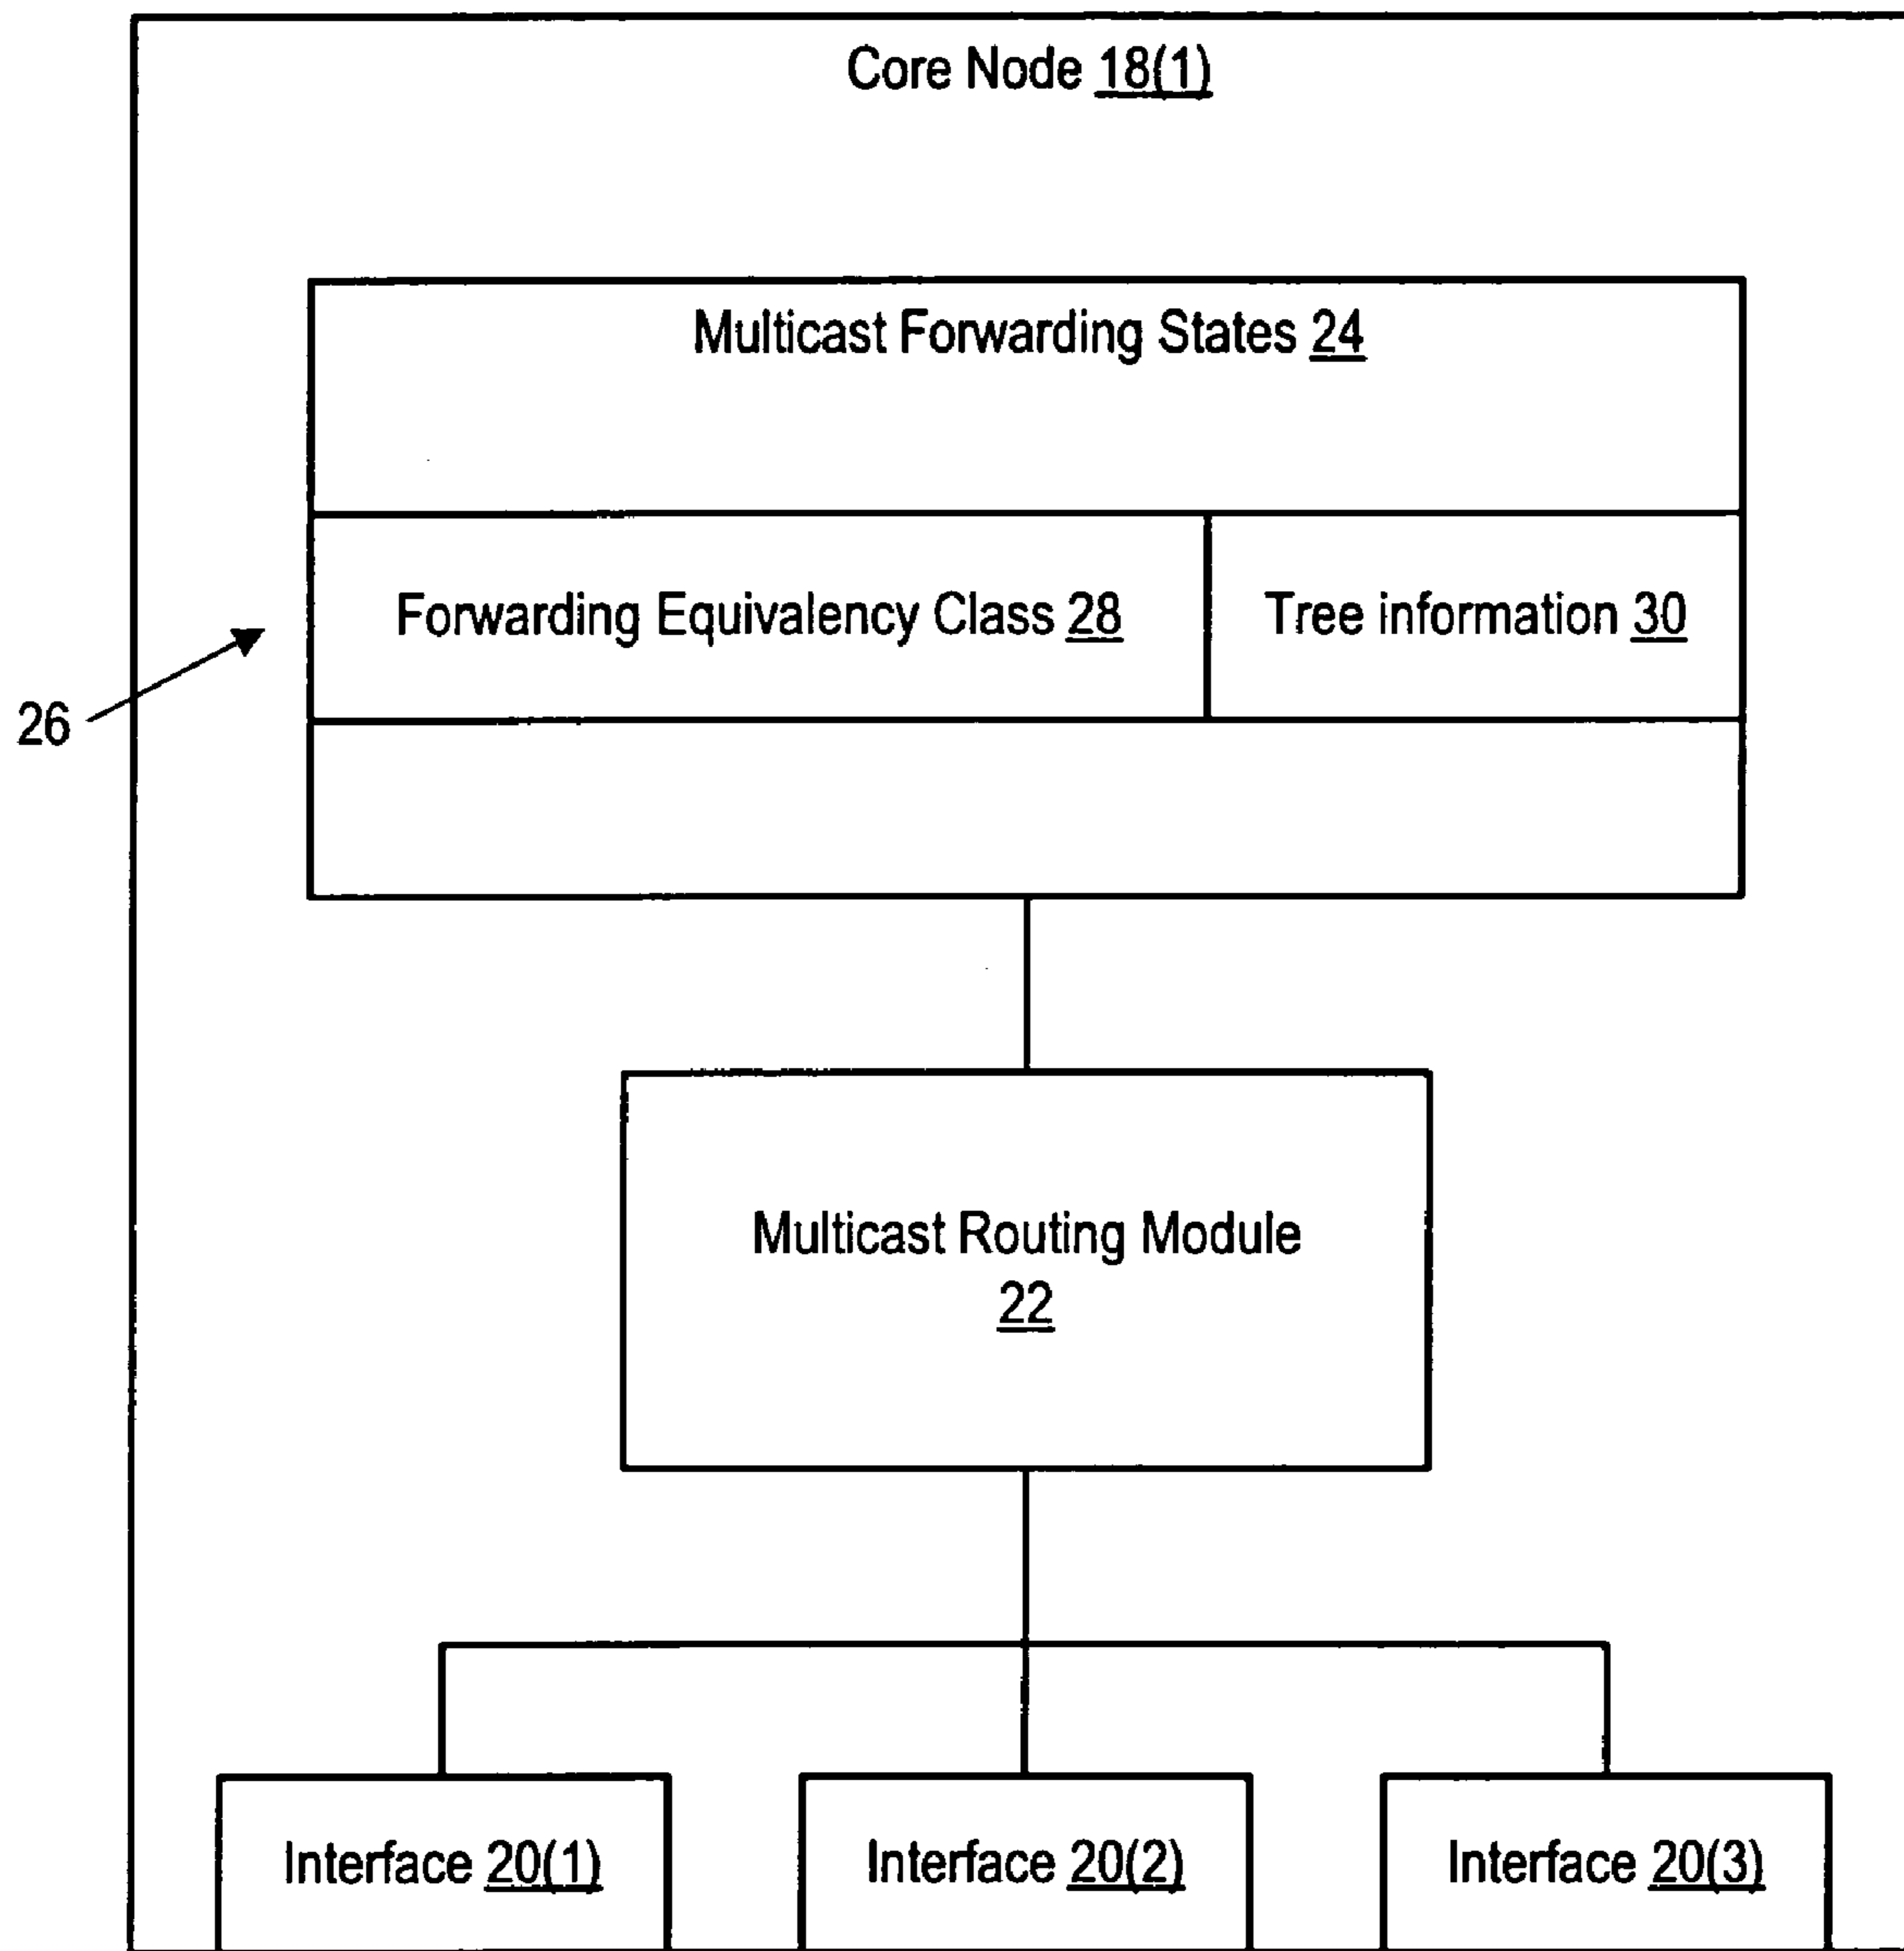 Core Node 18(1)
Multicast Forwarding States 24
Forwarding Equivalency Class 28
Tree information 30
26
Multicast Routing Module
22
Interface 20(1)
Interface 20(2)
Interface 20(3)